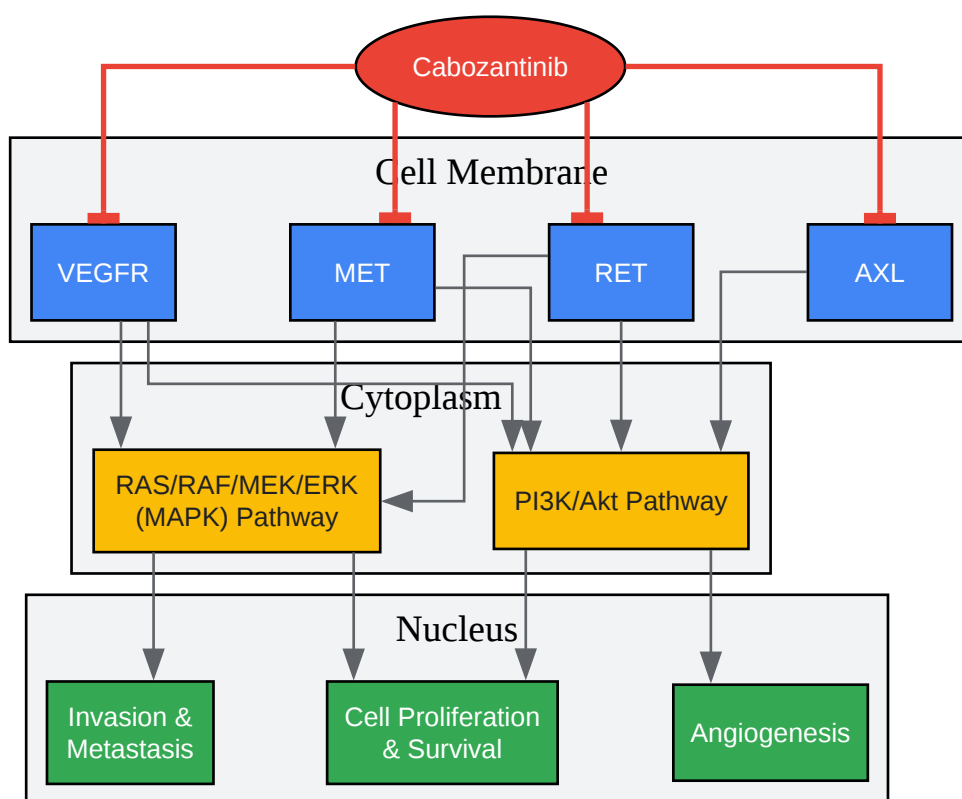 Cabozantinib
Cell Membrane
VEGFR
MET
RET
AXL
Cytoplasm
RAS/RAF/MEK/ERK
(MAPK) Pathway
PI3K/Akt Pathway
Nucleus
Invasion &
Metastasis
Cell Proliferation
& Survival
Angiogenesis